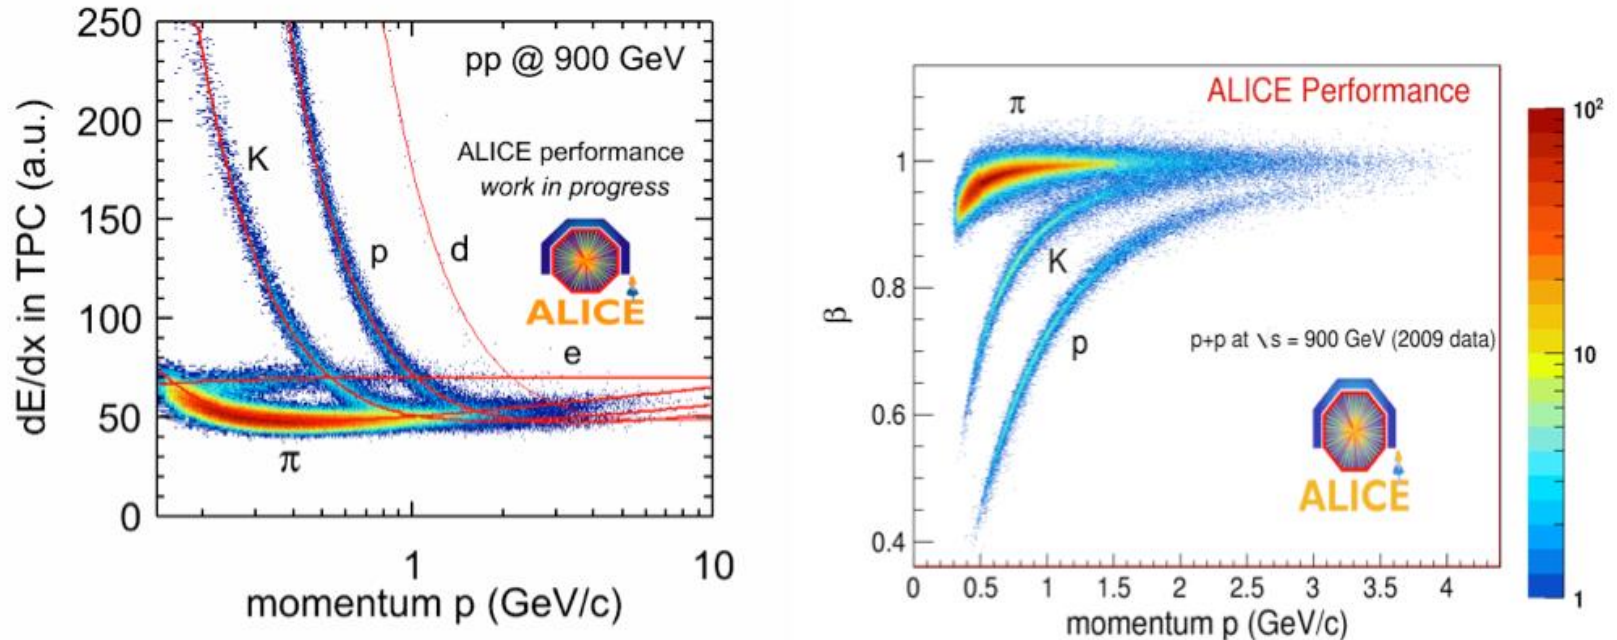 250
200
150
100
50
0
dE/dx in TPC (a.u.)
pp @ 900 GeV
ALICE performance
work in progress
K
p
d
ALICE
e
π
1
10
momentum p (GeV/c)
ALICE Performance
π
1
0.8
0.6
0.4
β
K
p
p+p at \s = 900 GeV (2009 data)
ALICE
0
0.5
1
1.5
2
2.5
3
3.5
4
momentum p (GeV/c)
10²
10
1